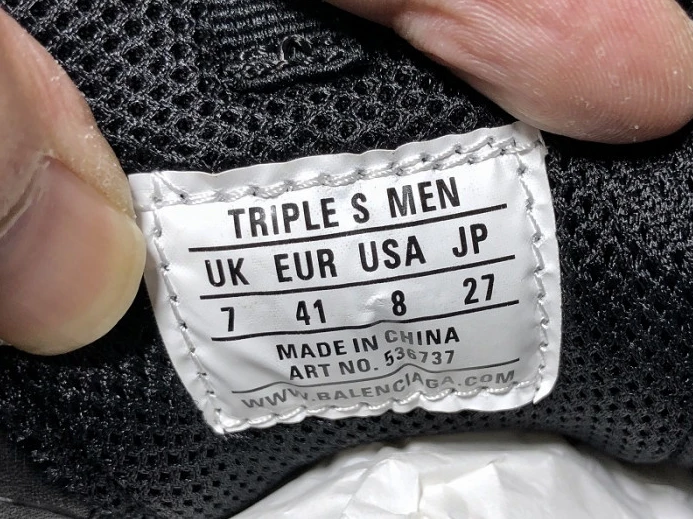 TRIPLE S MEN
UK EUR USA JP
7 41 8 27
MADE IN CHINA
ART NO. 536737
WWW.BALENCIAGA.COM